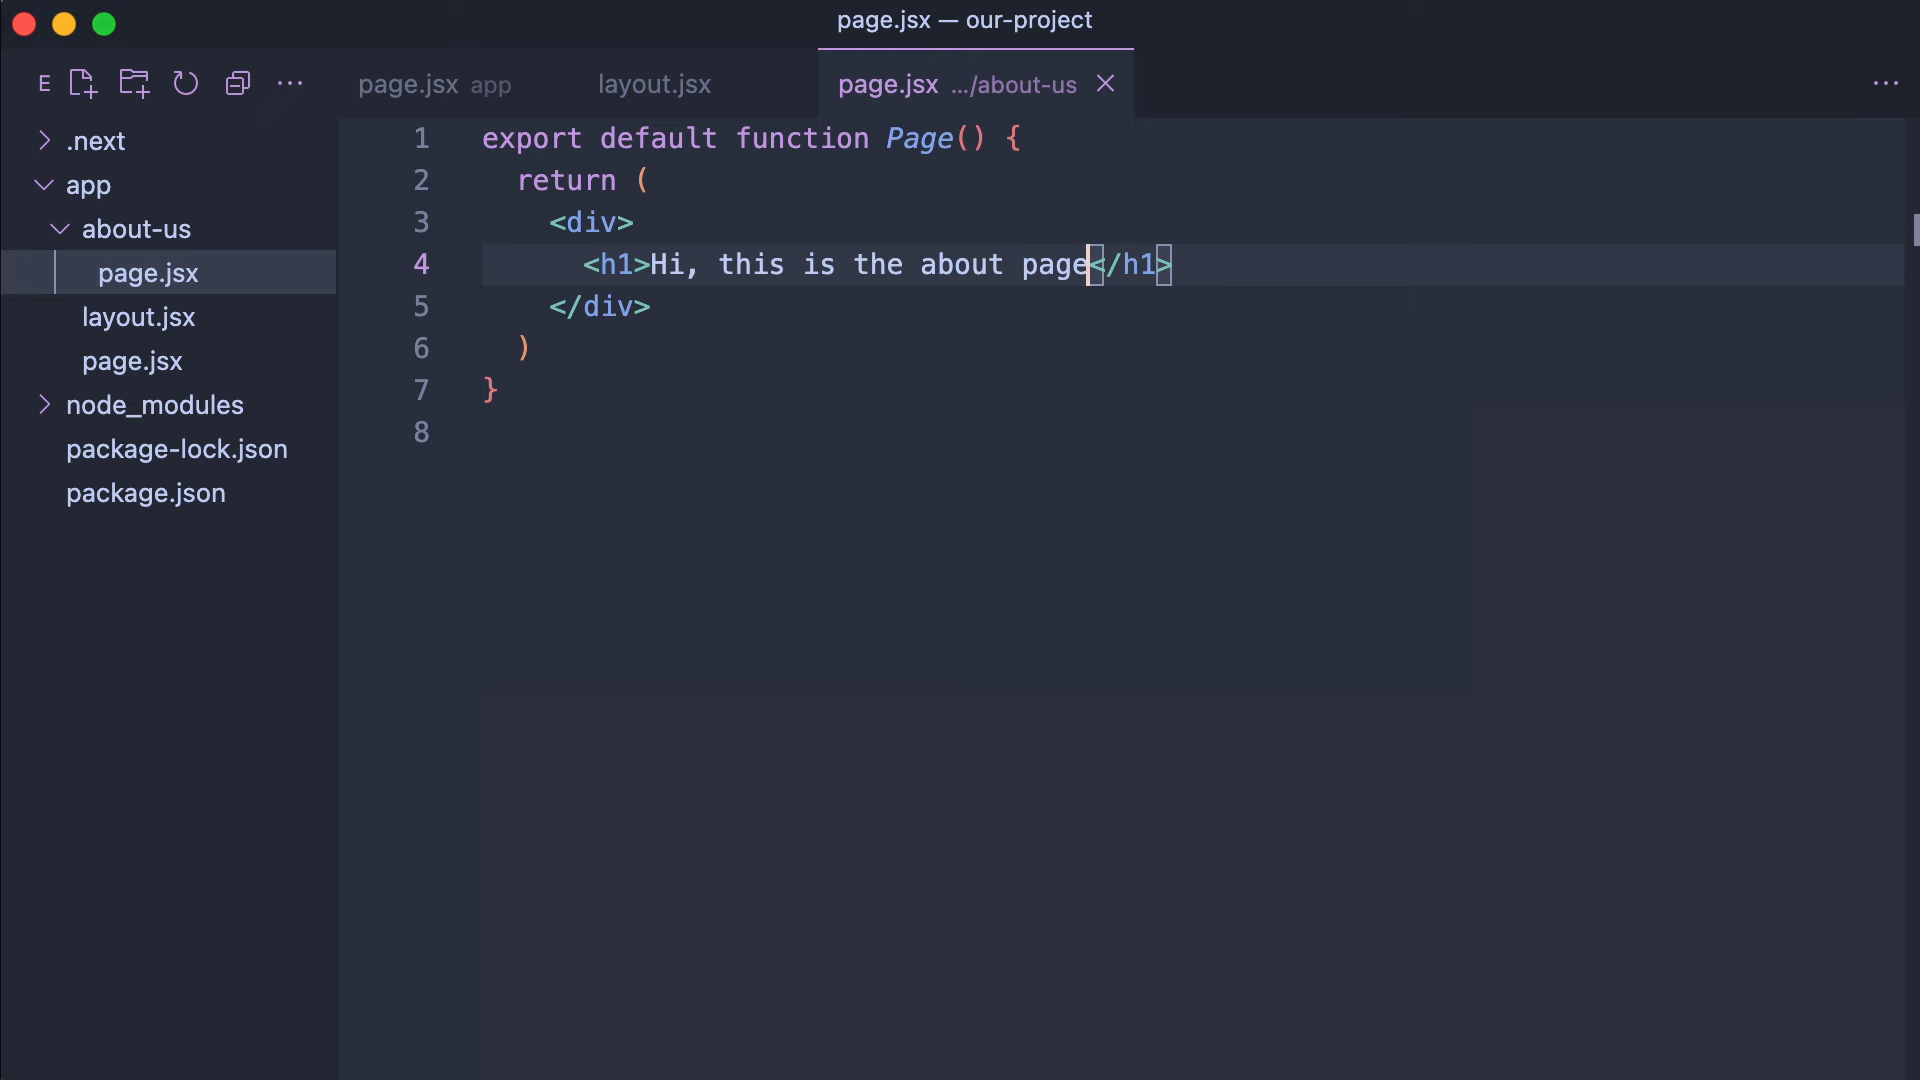 page.jsx — our-project
E
page.jsx app
layout.jsx
page.jsx .../about-us
.next
app
about-us
page.jsx
layout.jsx
page.jsx
node_modules
package-lock.json
package.json
1 export default function Page() {
2 return (
3 <div>
4 <h1>Hi, this is the about page</h1>
5 </div>
6 )
7 }
8